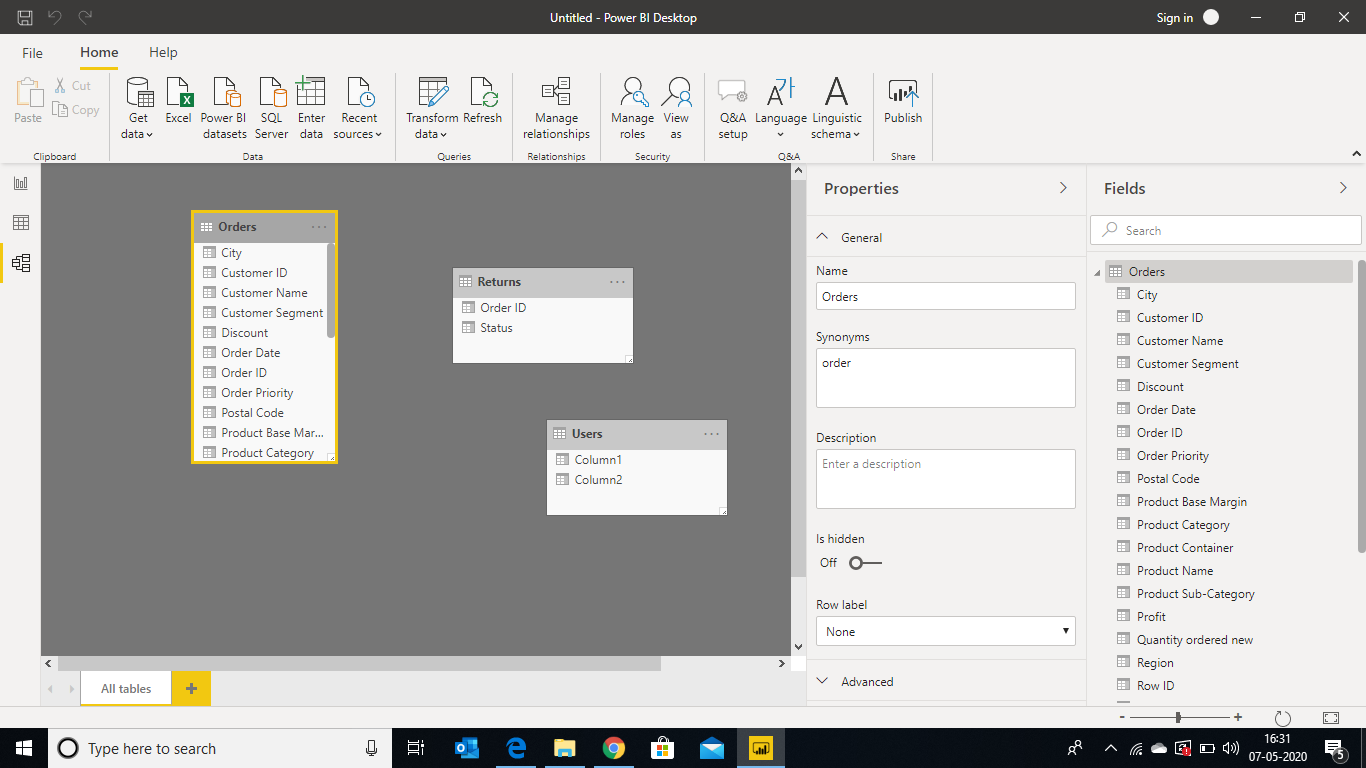 Untitled - Power BI Desktop
Sign in
File
Home
Help
Paste
Cut
Copy
Clipboard
Get data
Excel
Power BI datasets
SQL Server
Enter data
Recent sources
Data
Transform data
Refresh
Queries
Manage relationships
Relationships
Manage roles
View as
Security
Q&A setup
Language
Linguistic schema
Q&A
Publish
Share
Orders
City
Customer ID
Customer Name
Customer Segment
Discount
Order Date
Order ID
Order Priority
Postal Code
Product Base Mar...
Product Category
Returns
Order ID
Status
Users
Column1
Column2
All tables
Properties
General
Name
Orders
Synonyms
order
Description
Enter a description
Is hidden
Off
Row label
None
Advanced
Fields
Search
Orders
City
Customer ID
Customer Name
Customer Segment
Discount
Order Date
Order ID
Order Priority
Postal Code
Product Base Margin
Product Category
Product Container
Product Name
Product Sub-Category
Profit
Quantity ordered new
Region
Row ID
Type here to search
16:31
07-05-2020
5